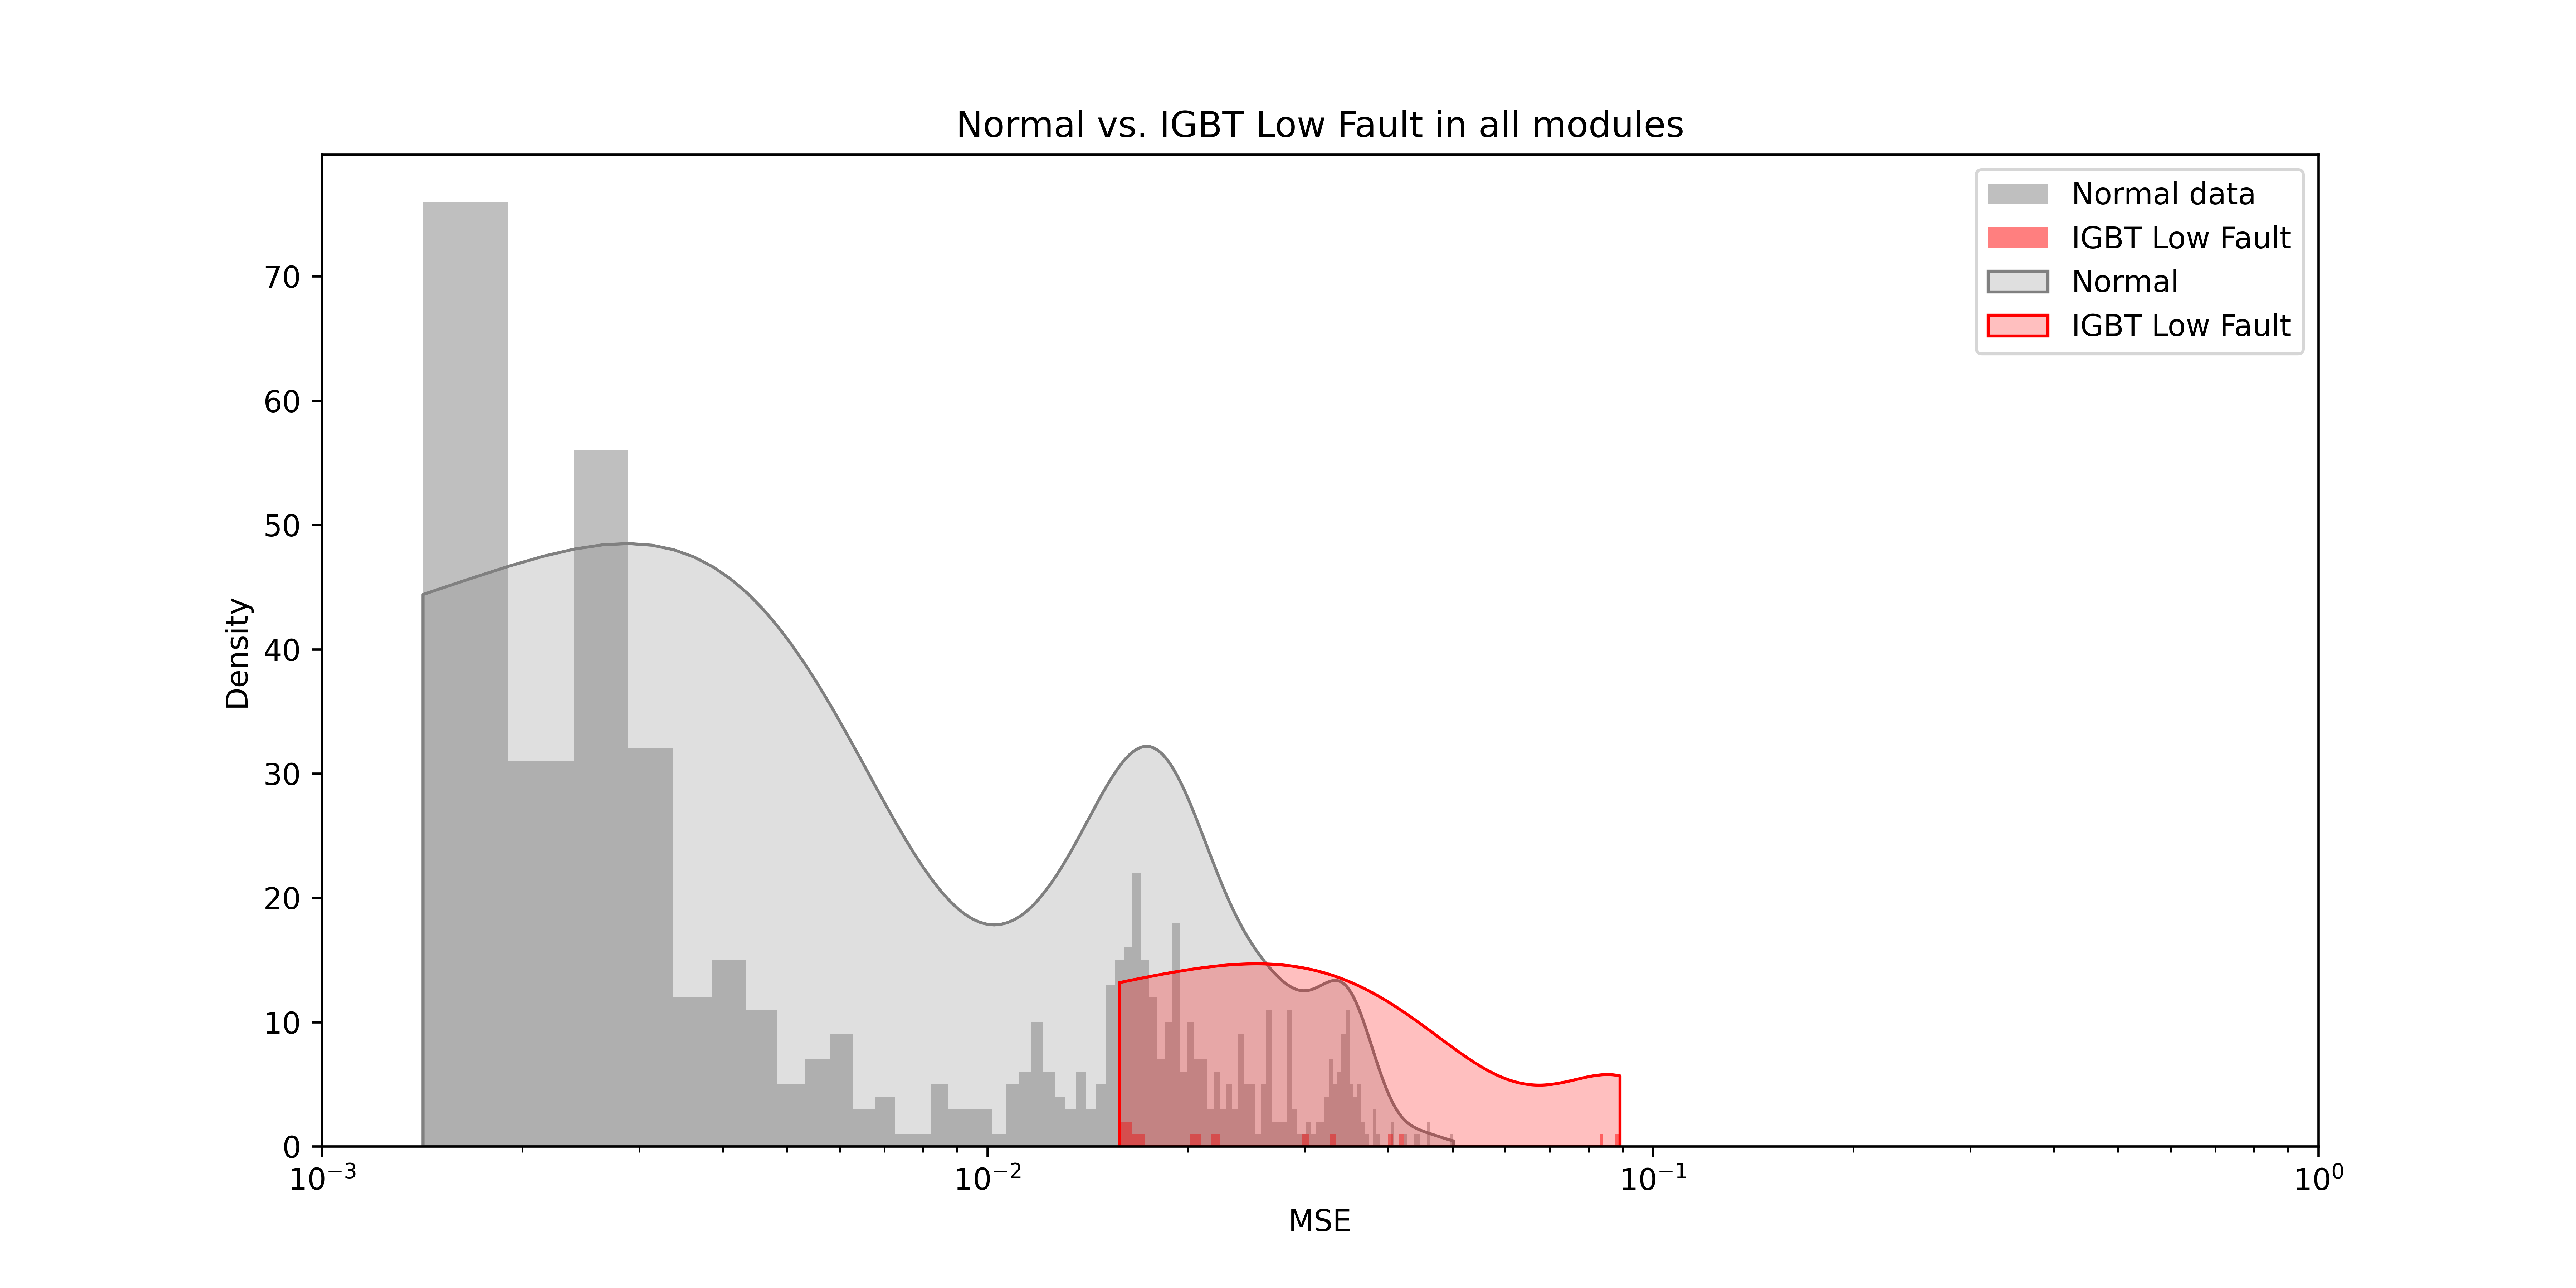 Normal vs. IGBT Low Fault in all modules
Normal data
IGBT Low Fault
Normal
IGBT Low Fault
Density
70
60
50
40
30
20
10
0
10⁻³
10⁻²
10⁻¹
10⁰
MSE